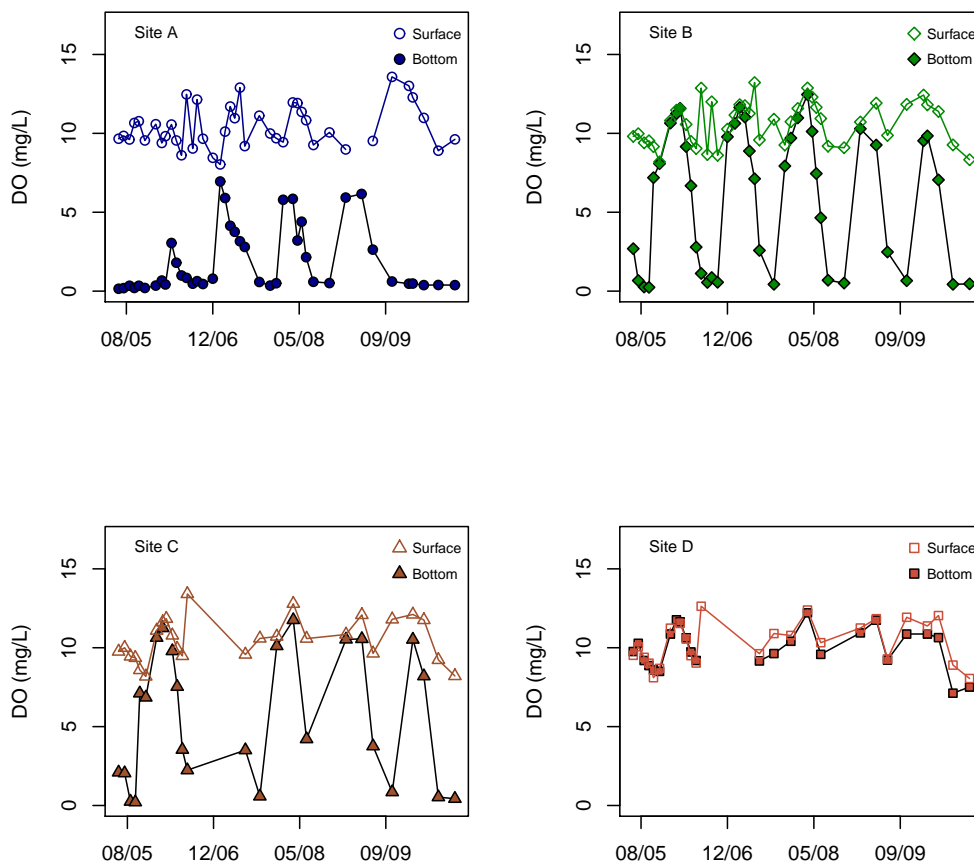 Site A
Surface
Bottom
DO (mg/L)
15
10
5
0
08/05
12/06
05/08
09/09
Site B
Surface
Bottom
DO (mg/L)
15
10
5
0
08/05
12/06
05/08
09/09
Site C
Surface
Bottom
DO (mg/L)
15
10
5
0
08/05
12/06
05/08
09/09
Site D
Surface
Bottom
DO (mg/L)
15
10
5
0
08/05
12/06
05/08
09/09